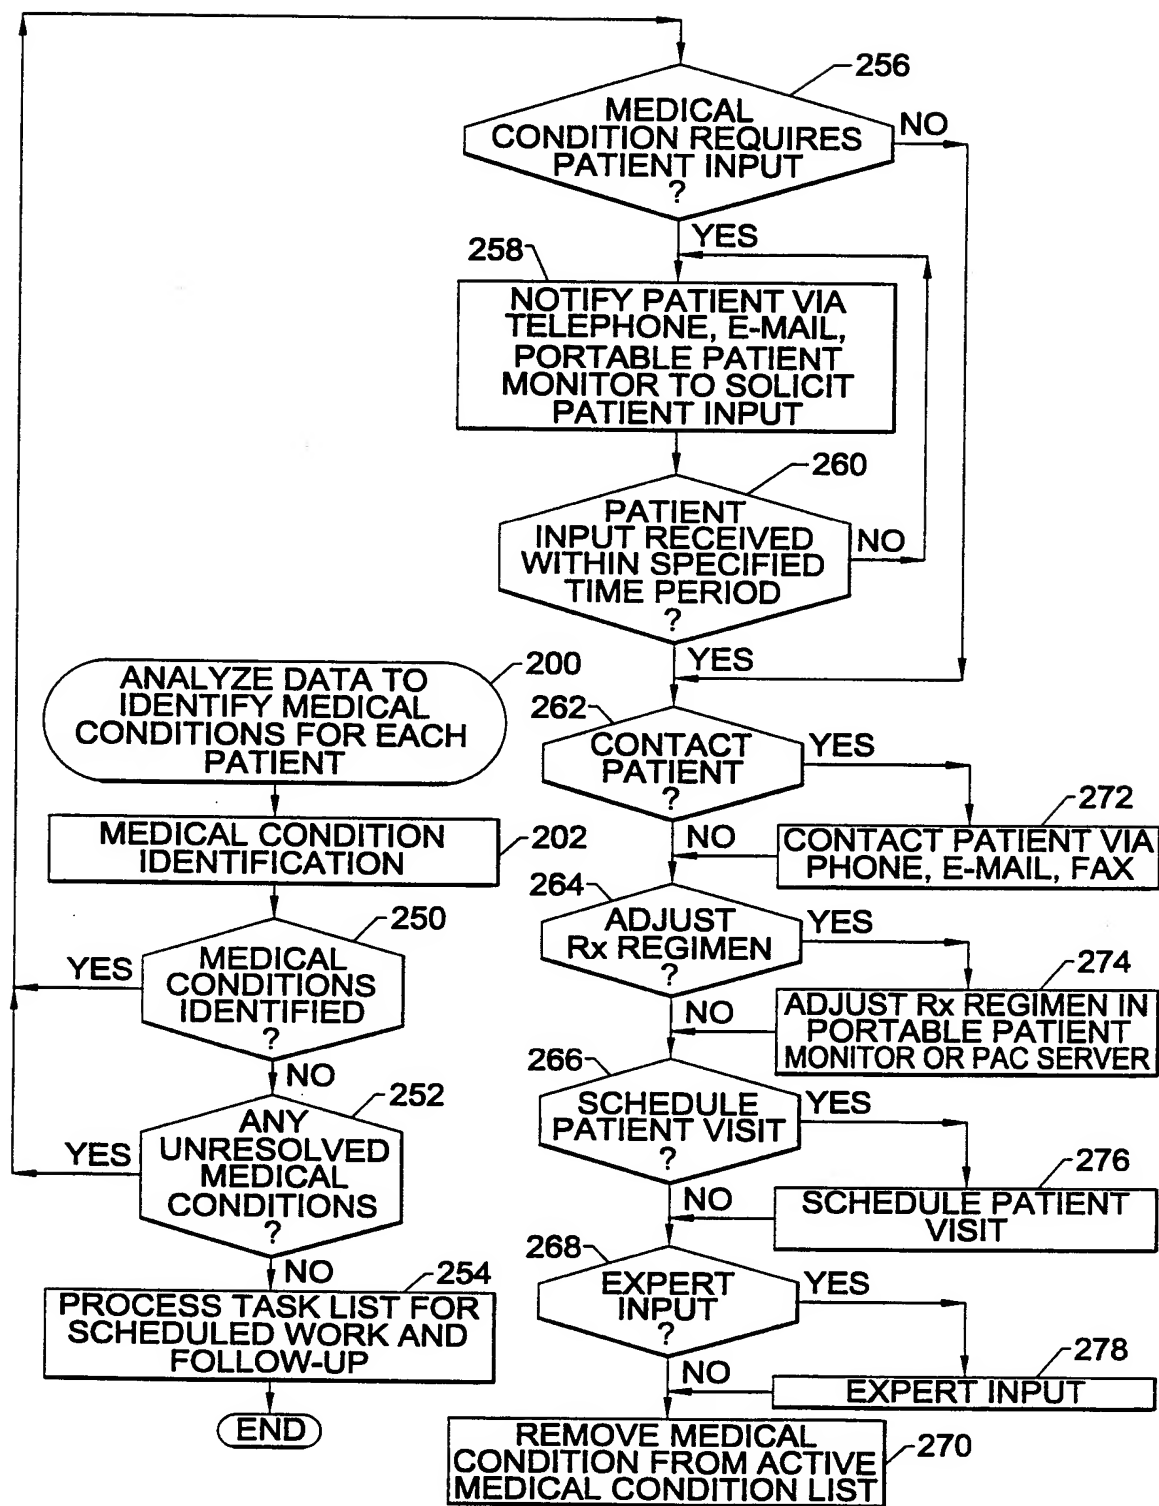 256
MEDICAL
CONDITION REQUIRES
PATIENT INPUT
?
NO
YES
258
NOTIFY PATIENT VIA
TELEPHONE, E-MAIL,
PORTABLE PATIENT
MONITOR TO SOLICIT
PATIENT INPUT
260
PATIENT
INPUT RECEIVED
WITHIN SPECIFIED
TIME PERIOD
?
NO
YES
200
ANALYZE DATA TO
IDENTIFY MEDICAL
CONDITIONS FOR EACH
PATIENT
202
MEDICAL CONDITION
IDENTIFICATION
250
MEDICAL
CONDITIONS
IDENTIFIED
?
YES
NO
252
ANY
UNRESOLVED
MEDICAL
CONDITIONS
?
YES
NO
254
PROCESS TASK LIST FOR
SCHEDULED WORK AND
FOLLOW-UP
END
262
CONTACT
PATIENT
?
YES
NO
272
CONTACT PATIENT VIA
PHONE, E-MAIL, FAX
264
ADJUST
Rx REGIMEN
?
YES
NO
274
ADJUST Rx REGIMEN IN
PORTABLE PATIENT
MONITOR OR PAC SERVER
266
SCHEDULE
PATIENT VISIT
?
YES
NO
276
SCHEDULE PATIENT
VISIT
268
EXPERT
INPUT
?
YES
NO
278
EXPERT INPUT
REMOVE MEDICAL
CONDITION FROM ACTIVE
MEDICAL CONDITION LIST
270